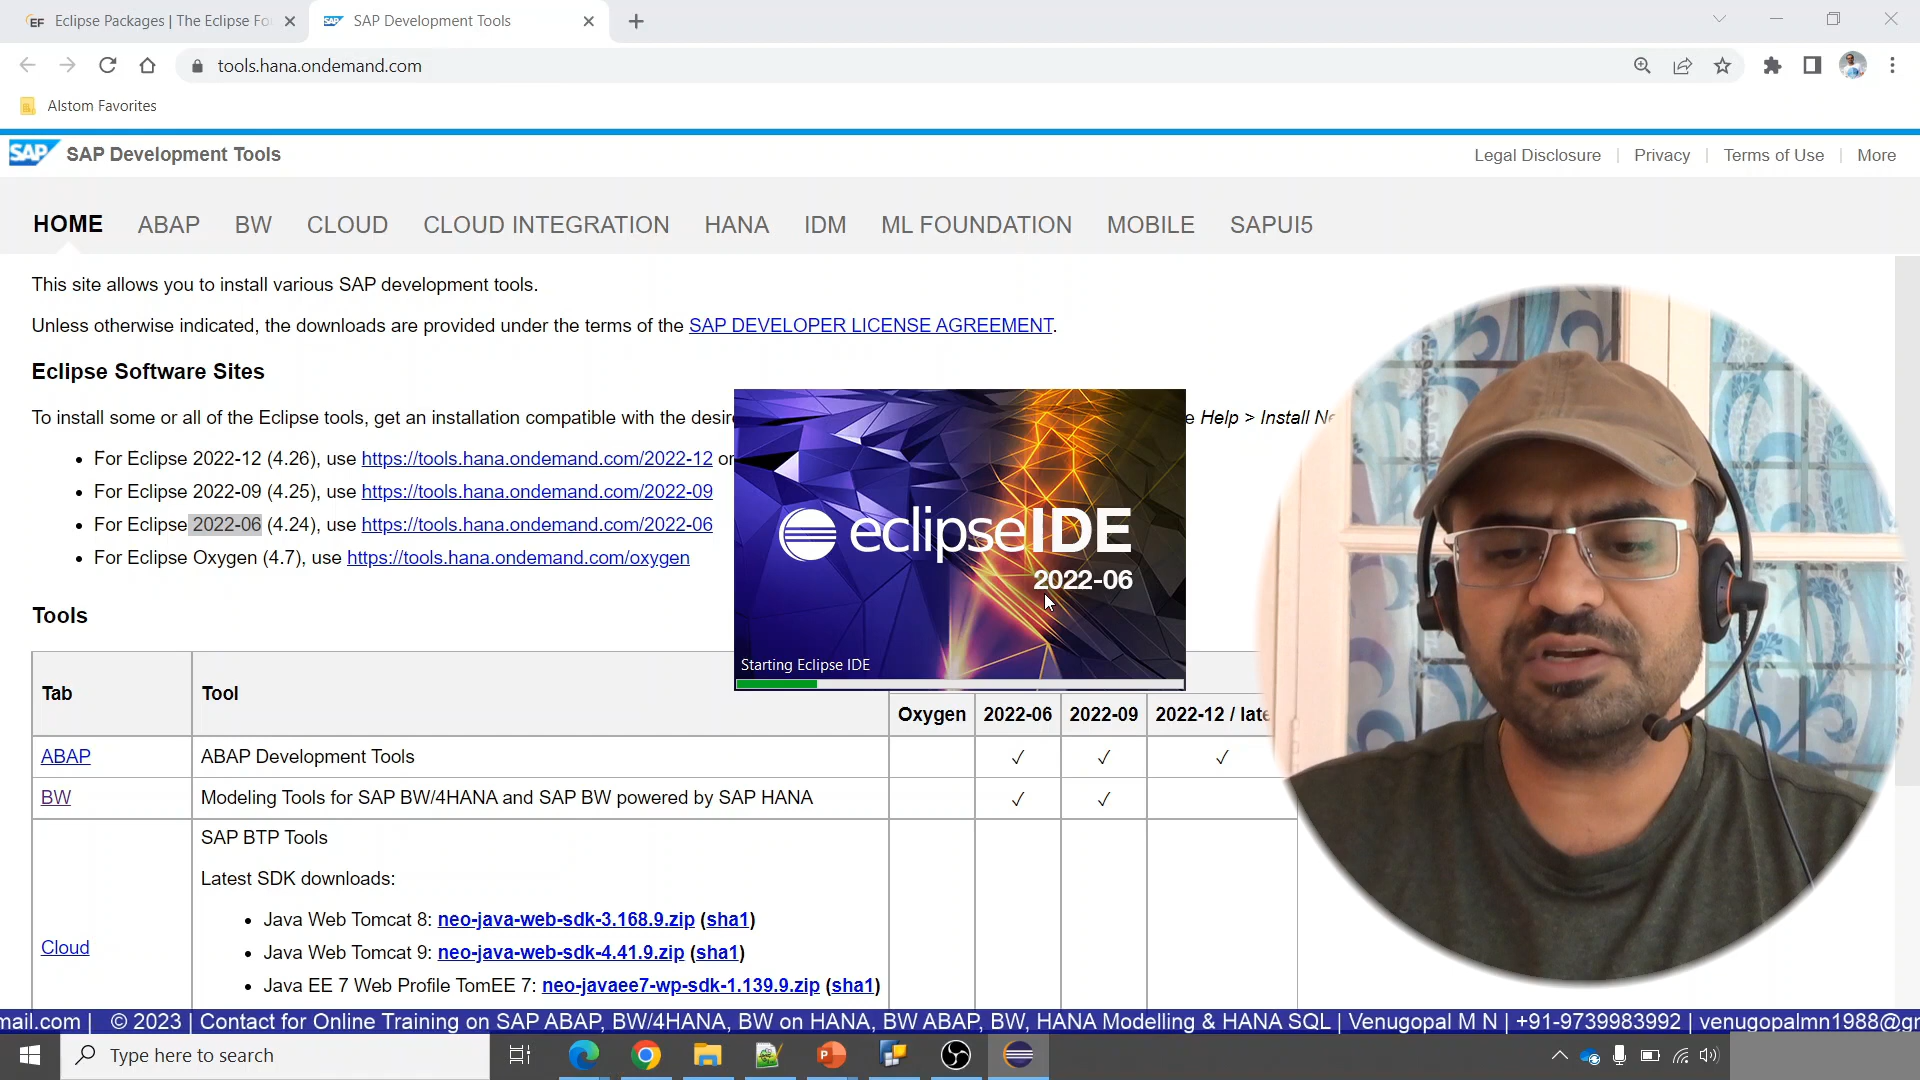 Eclipse Packages | The Eclipse Fo
SAP Development Tools
tools.hana.ondemand.com
Alstom Favorites
SAP SAP Development Tools
Legal Disclosure | Privacy | Terms of Use | More
HOME ABAP BW CLOUD CLOUD INTEGRATION HANA IDM ML FOUNDATION MOBILE SAPUI5
This site allows you to install various SAP development tools.
Unless otherwise indicated, the downloads are provided under the terms of the SAP DEVELOPER LICENSE AGREEMENT.
Eclipse Software Sites
To install some or all of the Eclipse tools, get an installation compatible with the desir e Help > Install Ne
• For Eclipse 2022-12 (4.26), use https://tools.hana.ondemand.com/2022-12 or
• For Eclipse 2022-09 (4.25), use https://tools.hana.ondemand.com/2022-09
• For Eclipse 2022-06 (4.24), use https://tools.hana.ondemand.com/2022-06
• For Eclipse Oxygen (4.7), use https://tools.hana.ondemand.com/oxygen
eclipseIDE
2022-06
Starting Eclipse IDE
Tools
Tab Tool
Oxygen 2022-06 2022-09 2022-12 / late
ABAP ABAP Development Tools ✓ ✓ ✓
BW Modeling Tools for SAP BW/4HANA and SAP BW powered by SAP HANA ✓ ✓
SAP BTP Tools
Latest SDK downloads:
• Java Web Tomcat 8: neo-java-web-sdk-3.168.9.zip (sha1)
Cloud
• Java Web Tomcat 9: neo-java-web-sdk-4.41.9.zip (sha1)
• Java EE 7 Web Profile TomEE 7: neo-javaee7-wp-sdk-1.139.9.zip (sha1)
mail.com | © 2023 | Contact for Online Training on SAP ABAP, BW/4HANA, BW on HANA, BW ABAP, BW, HANA Modelling & HANA SQL | Venugopal M N | +91-9739983992 | venugopalmn1988@gr
Type here to search